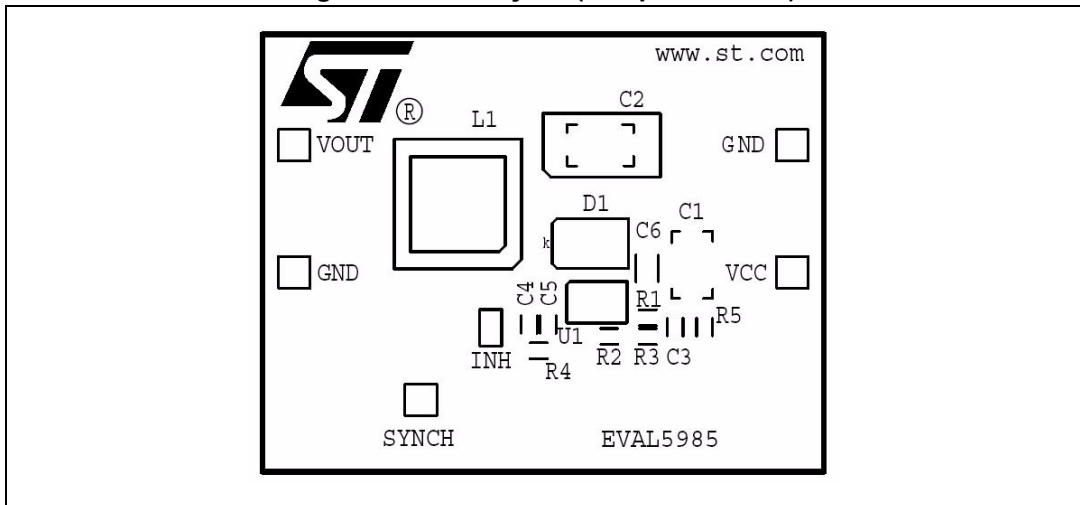 www.st.com
ST®
C2
L1
VOUT
GND
D1
C1
k
C6
GND
VCC
C4
C5
R1
R5
U1
INH
R2
R3
C3
R4
SYNCH
EVAL5985